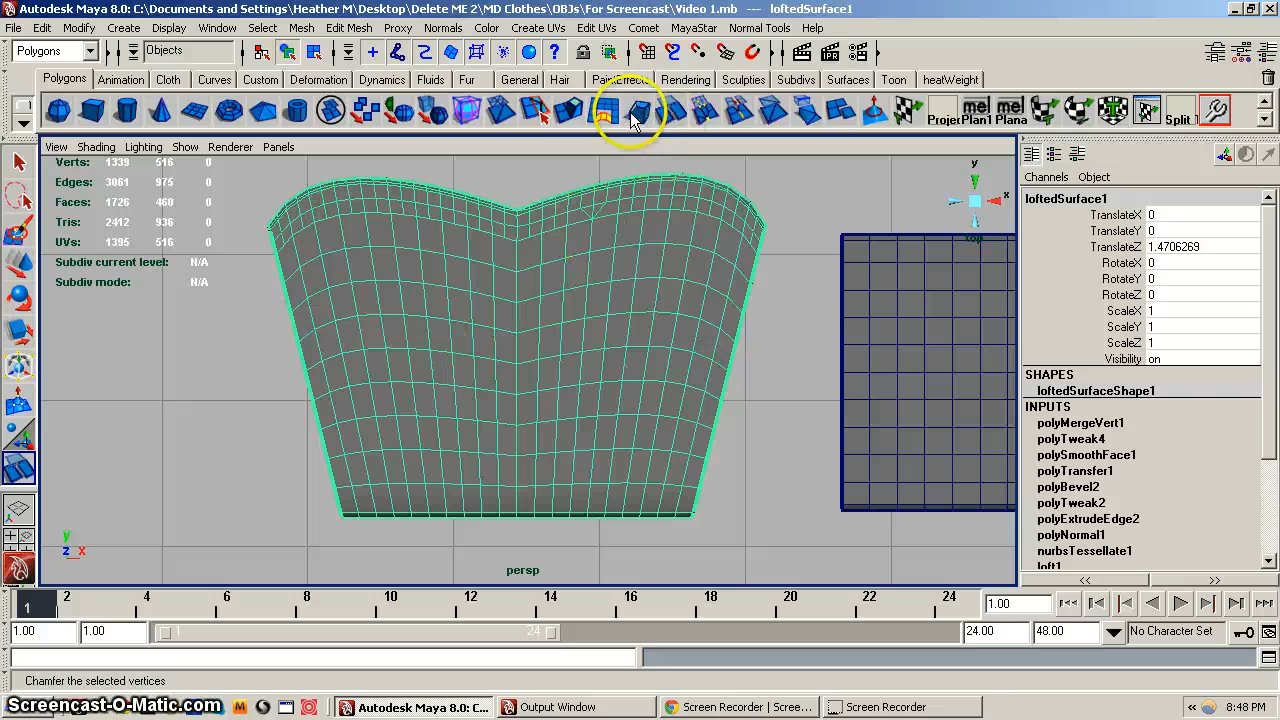 Autodesk Maya 8.0: C:\Documents and Settings\Heather M\Desktop\Delete ME 2\MD Clothes\OBJs\For Screencast\Video 1.mb --- loftedSurface1
File Edit Modify Create Display Window Select Mesh Edit Mesh Proxy Normals Color Create UVs Edit UVs Comet MayaStar Normal Tools Help
Polygons Objects
Polygons Animation Cloth Curves Custom Deformation Dynamics Fluids Fur General Hair PaintEffects Rendering Sculpties Subdivs Surfaces Toon heatWeight
Projer mel Plan1 mel Plana Split
View Shading Lighting Show Renderer Panels
Channels Object
Verts: 1339 516 0
Edges: 3061 975 0
Faces: 1726 460 0
Tris: 2412 936 0
UVs: 1395 516 0
Subdiv current level: N/A
Subdiv mode: N/A
y
x
top
loftedSurface1
TranslateX 0
TranslateY 0
TranslateZ 1.4706269
RotateX 0
RotateY 0
RotateZ 0
ScaleX 1
ScaleY 1
ScaleZ 1
Visibility on
SHAPES
loftedSurfaceShape1
INPUTS
polyMergeVert1
polyTweak4
polySmoothFace1
polyTransfer1
polyBevel2
polyTweak2
polyExtrudeEdge2
polyNormal1
nurbsTessellate1
loft1
y
z x
persp
<< >>
1 2 4 6 8 10 12 14 16 18 20 22 24 1.00
1.00 1.00 1 24 24.00 48.00 No Character Set
Chamfer the selected vertices
Screencast-O-Matic.com Autodesk Maya 8.0: C:... Output Window Screen Recorder | Scree... Screen Recorder 8:48 PM